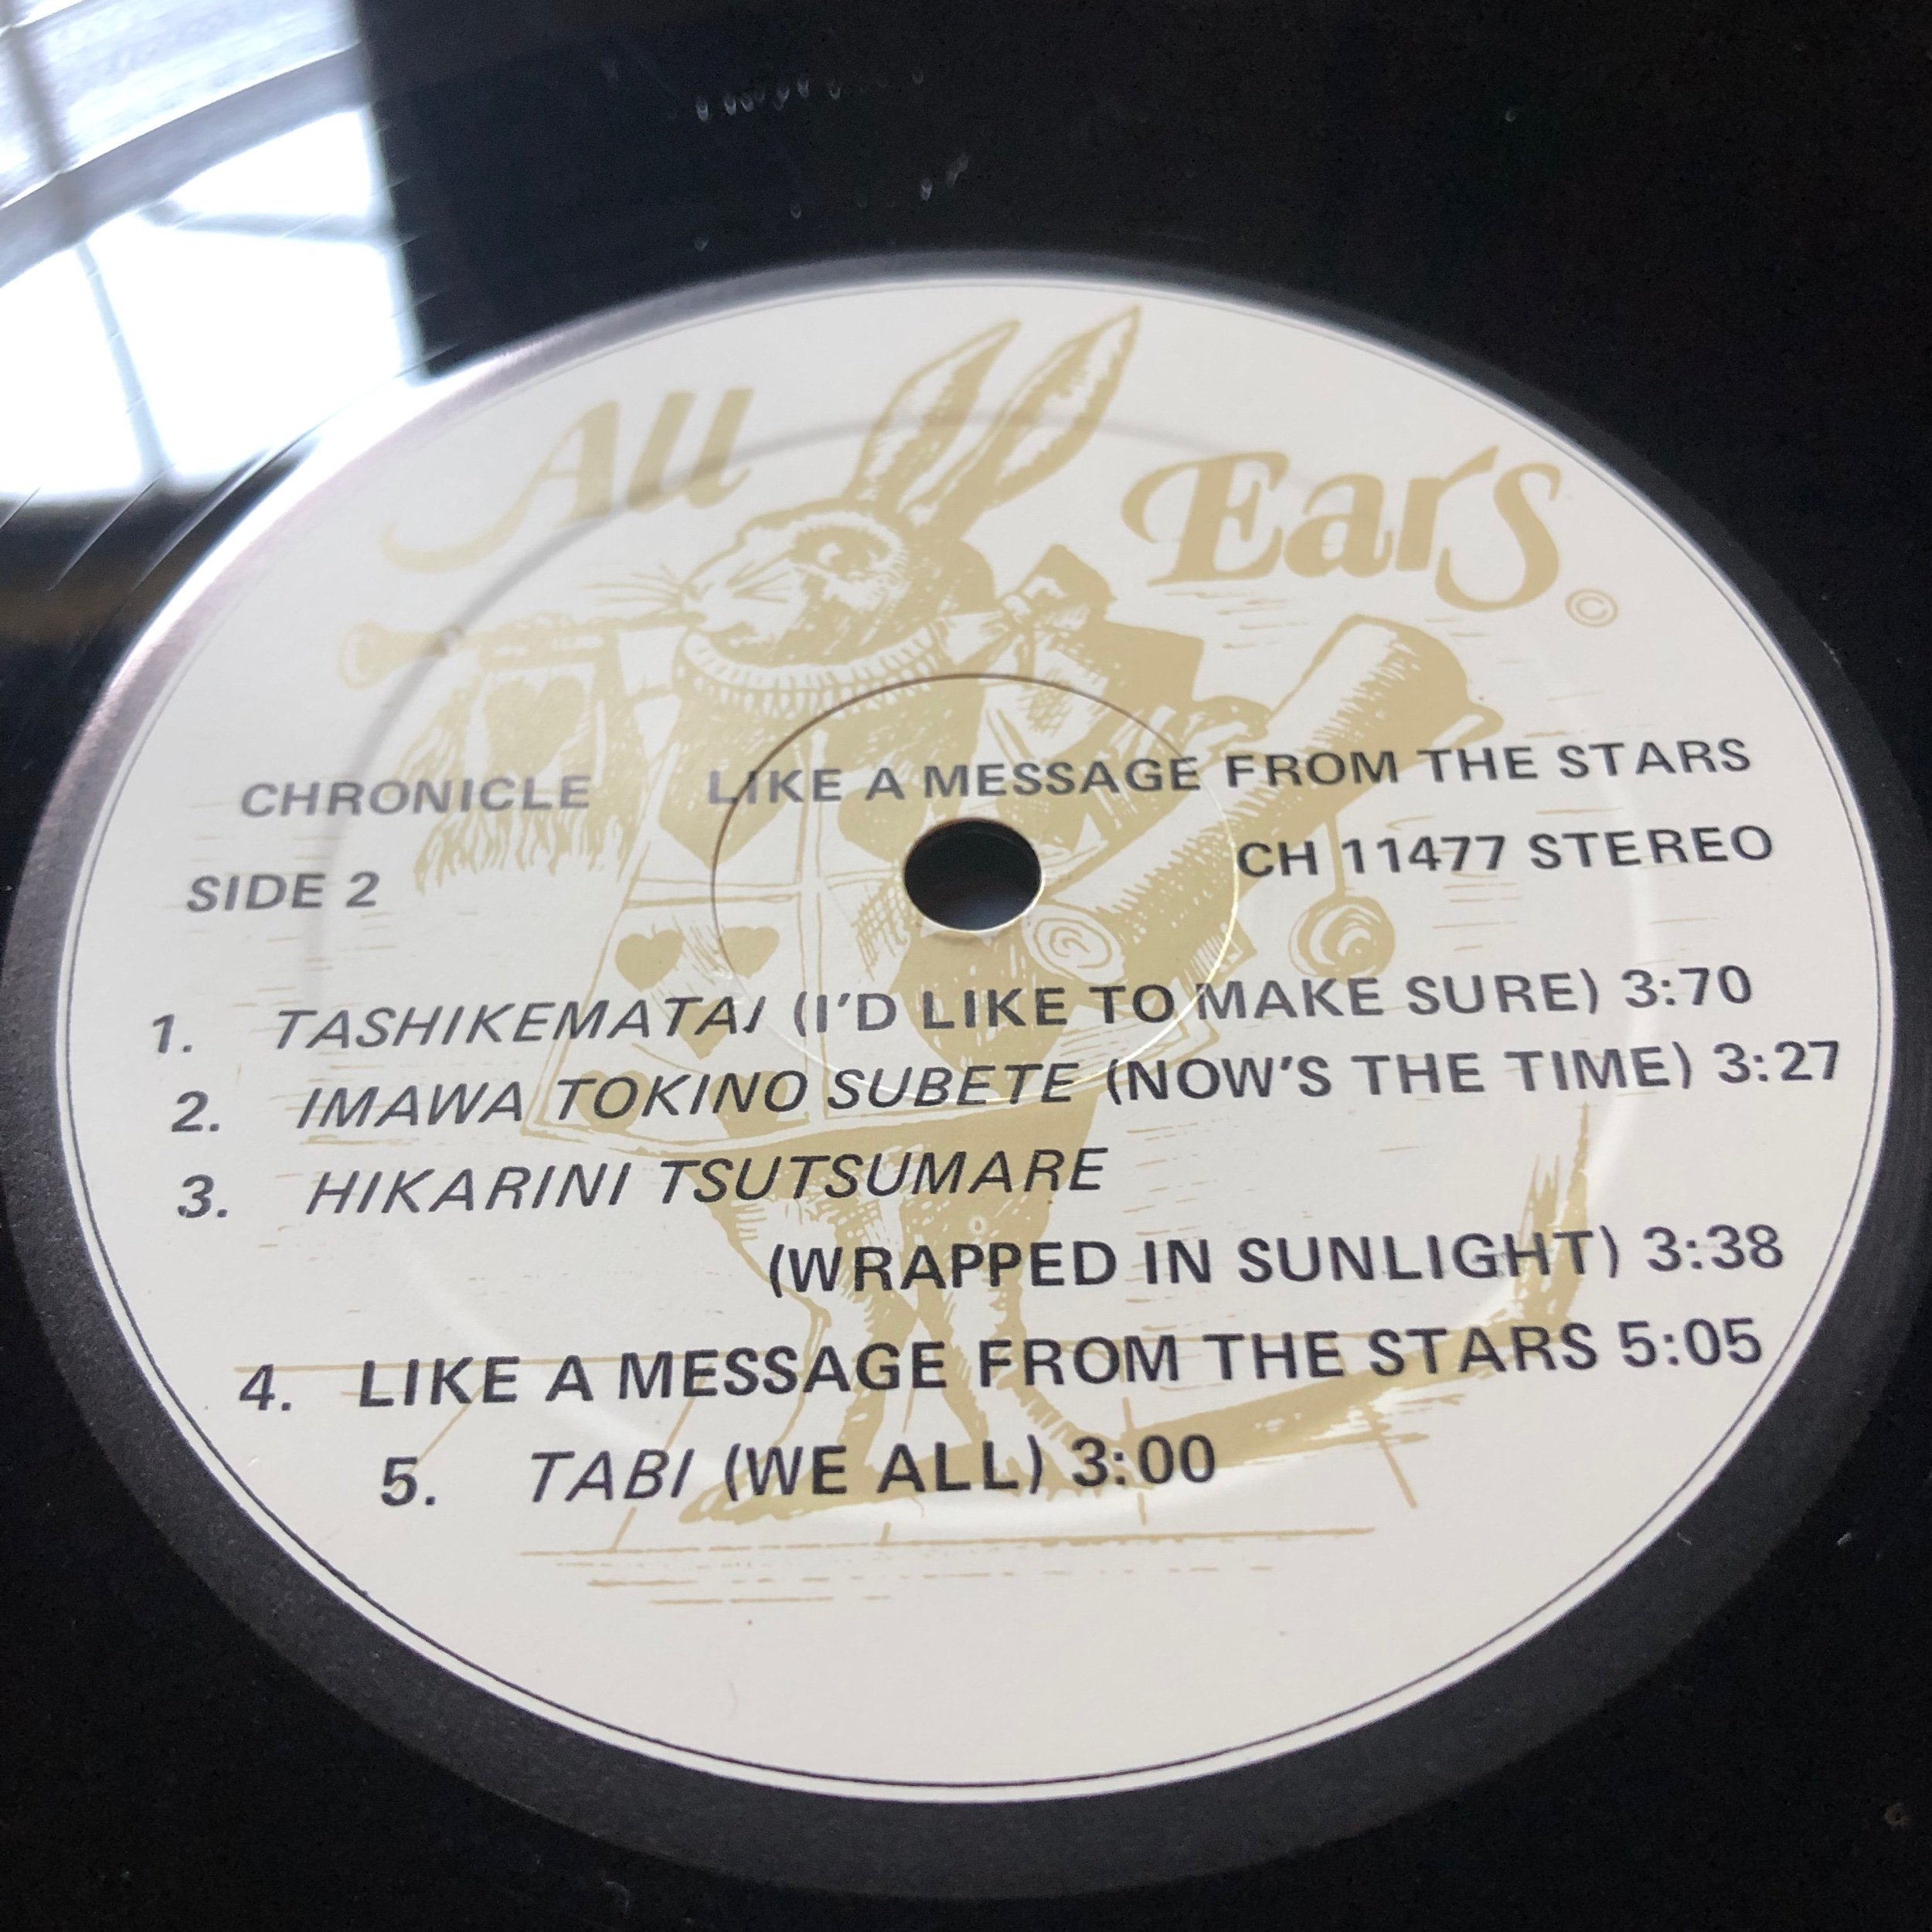 All Ears ©
CHRONICLE LIKE A MESSAGE FROM THE STARS
SIDE 2 CH 11477 STEREO
1. TASHIKEMATAI (I'D LIKE TO MAKE SURE) 3:70
2. IMAWA TOKINO SUBETE (NOW'S THE TIME) 3:27
3. HIKARINI TSUTSUMARE
(WRAPPED IN SUNLIGHT) 3:38
4. LIKE A MESSAGE FROM THE STARS 5:05
5. TABI (WE ALL) 3:00